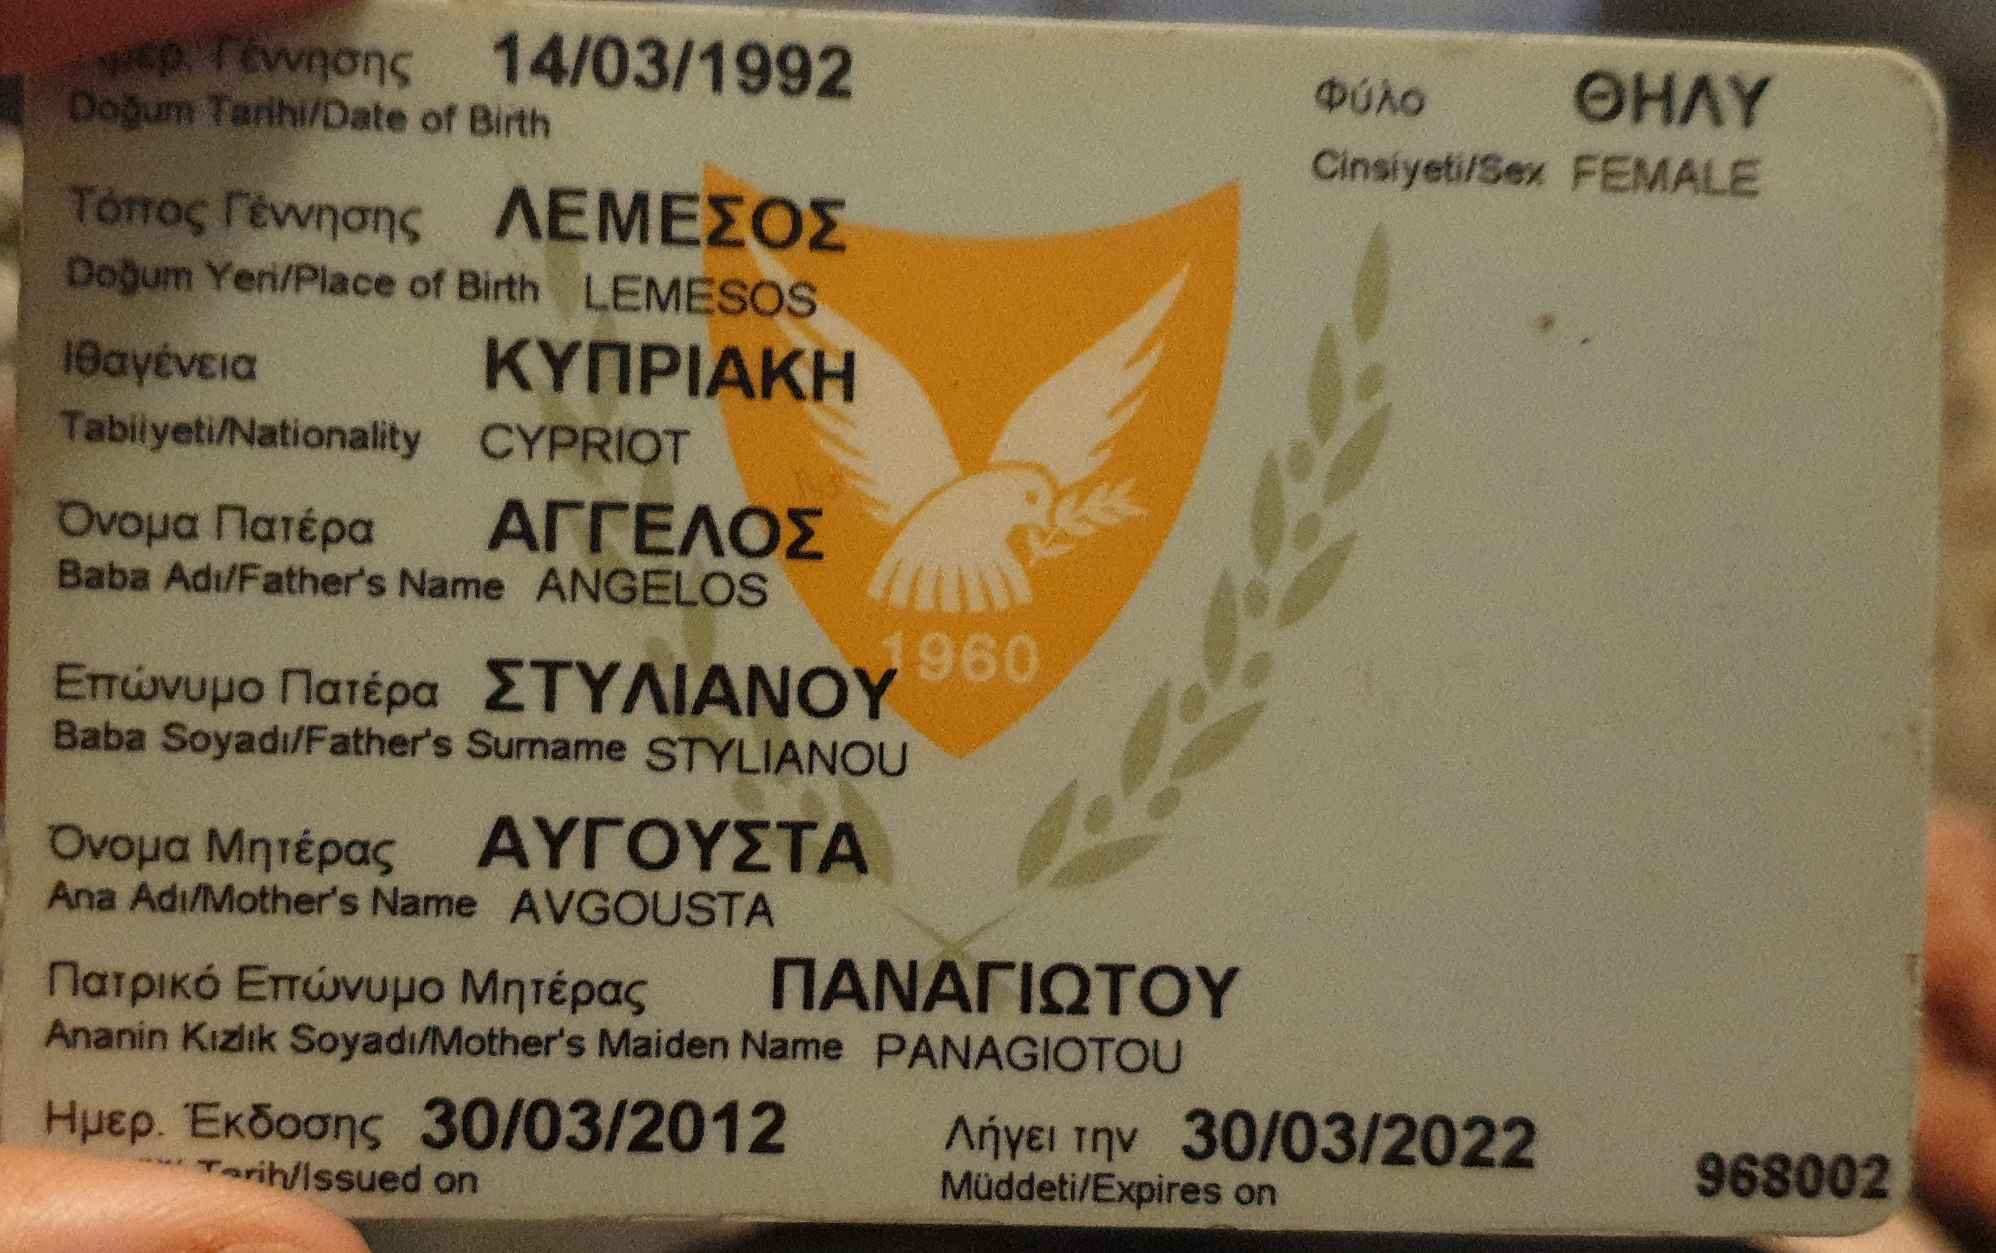 Ημερ. Γέννησης 14/03/1992 Φύλο ΘΗΛΥ
Doğum Tarihi/Date of Birth Cinsiyeti/Sex FEMALE
Τόπος Γέννησης ΛΕΜΕΣΟΣ
Doğum Yeri/Place of Birth LEMESOS
Ιθαγένεια ΚΥΠΡΙΑΚΗ
Tabiiyeti/Nationality CYPRIOT
Όνομα Πατέρα ΑΓΓΕΛΟΣ
Baba Adı/Father's Name ANGELOS
1960
Επώνυμο Πατέρα ΣΤΥΛΙΑΝΟΥ
Baba Soyadı/Father's Surname STYLIANOU
Όνομα Μητέρας ΑΥΓΟΥΣΤΑ
Ana Adı/Mother's Name AVGOUSTA
Πατρικό Επώνυμο Μητέρας ΠΑΝΑΓΙΩΤΟΥ
Ananin Kızlık Soyadı/Mother's Maiden Name PANAGIOTOU
Ημερ. Έκδοσης 30/03/2012 Λήγει την 30/03/2022
Tarih/Issued on Müddeti/Expires on 968002